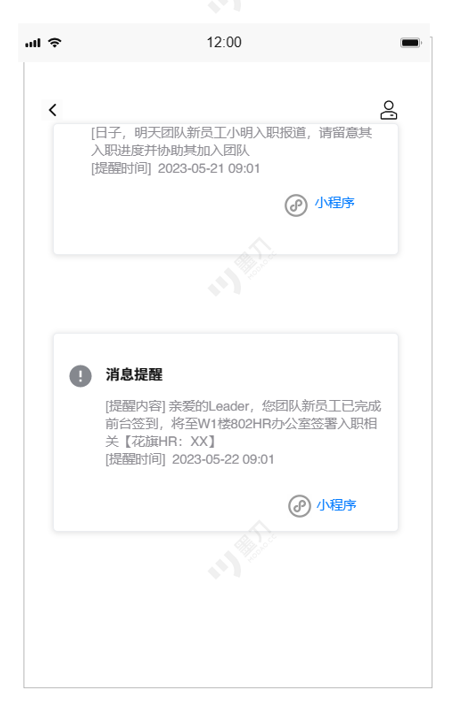 12:00
[日子，明天团队新员工小明入职报道，请留意其
入职进度并协助其加入团队
[提醒时间] 2023-05-21 09:01
小程序
墨刀
消息提醒
[提醒内容] 亲爱的Leader，您团队新员工已完成
前台签到，将至W1楼802HR办公室签署入职相
关【花旗HR：XX】
[提醒时间] 2023-05-22 09:01
小程序
墨刀